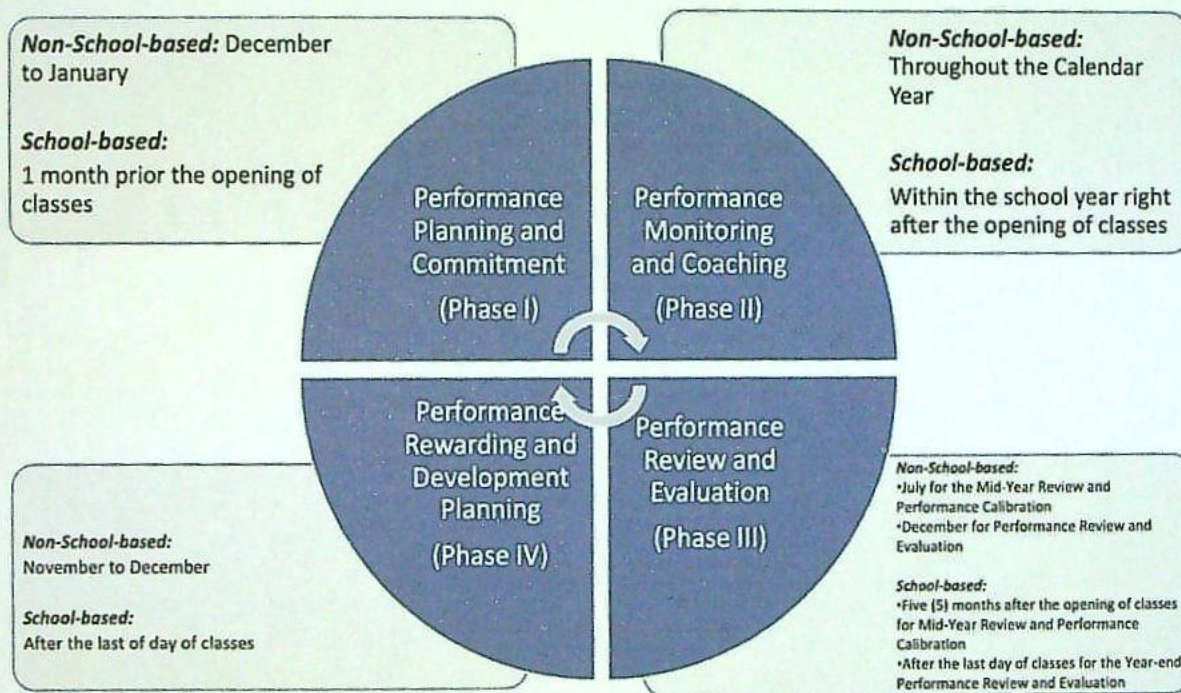 Non-School-based: December
to January
School-based:
1 month prior the opening of
classes
Non-School-based:
Throughout the Calendar
Year
School-based:
Within the school year right
after the opening of classes
Performance
Planning and
Commitment
(Phase I)
Performance
Monitoring
and Coaching
(Phase II)
Performance
Rewarding and
Development
Planning
(Phase IV)
Performance
Review and
Evaluation
(Phase III)
Non-School-based:
November to December
School-based:
After the last of day of classes
Non-School-based:
•July for the Mid-Year Review and
Performance Calibration
•December for Performance Review and
Evaluation
School-based:
•Five (5) months after the opening of classes
for Mid-Year Review and Performance
Calibration
•After the last day of classes for the Year-end
Performance Review and Evaluation